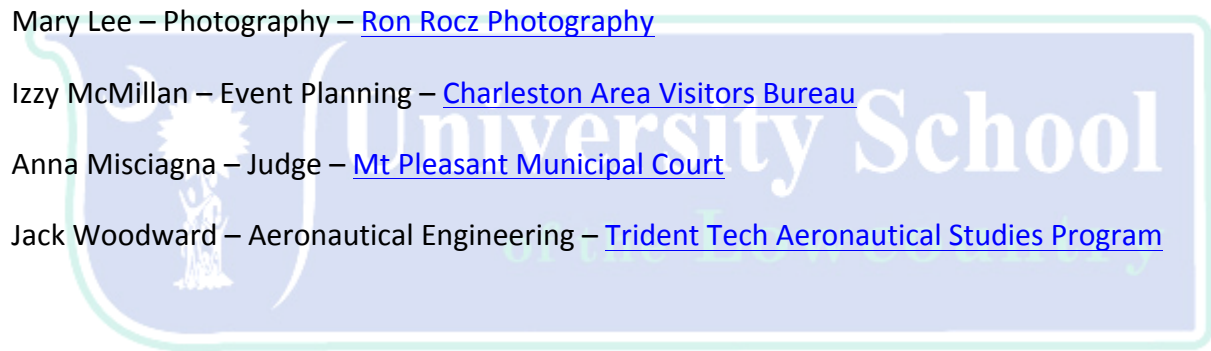 Mary Lee – Photography – Ron Rocz Photography
Izzy McMillan – Event Planning – Charleston Area Visitors Bureau
Anna Misciagna – Judge – Mt Pleasant Municipal Court
Jack Woodward – Aeronautical Engineering – Trident Tech Aeronautical Studies Program
University School
of the Lowcountry